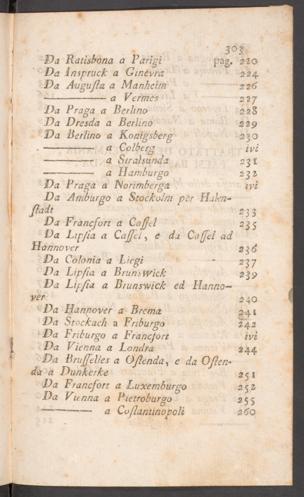 303
Da Ratisbona a Parigi pag. 220
Da Inspruck a Ginevra 224
Da Augusta a Manheim 226
——— a Vermes 227
Da Praga a Berlino 228
Da Dresda a Berlino 229
Da Berlino a Konigsberg 230
——— a Colberg ivi
——— a Stralsunda 231
——— a Hamburgo 232
Da Praga a Norimberga ivi
Da Amburgo a Stockolm per Halen-
stadt 233
Da Francfort a Cassel 235
Da Lipsia a Cassel, e da Cassel ad
Hannover 236
Da Colonia a Liegi 237
Da Lipsia a Brunswick 239
Da Lipsia a Brunswick ed Hanno-
ver 240
Da Hannover a Brema 241
Da Stockach a Friburgo 242
Da Friburgo a Francfort ivi
Da Vienna a Londra 244
Da Brusselles a Ostenda, e da Osten-
da a Dunkerke 251
Da Francfort a Luxemburgo 252
Da Vienna a Pietroburgo 255
——— a Costantinopoli 260